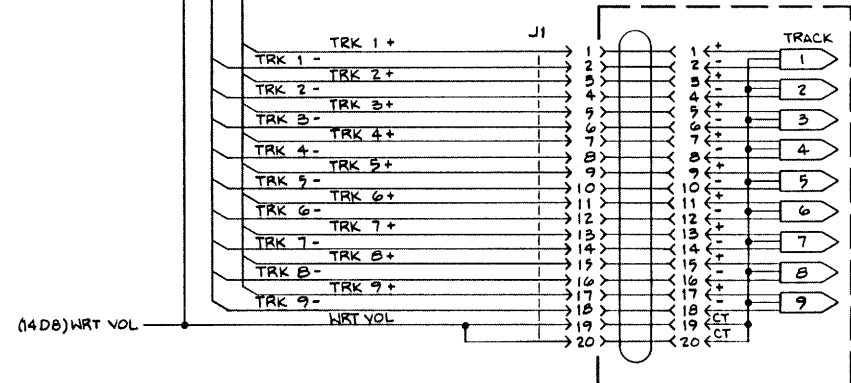 J1 TRACK
TRK 1 + 1 1 + 1
TRK 1 - 2 2 -
TRK 2 + 3 3 + 2
TRK 2 - 4 4 -
TRK 3 + 5 5 + 3
TRK 3 - 6 6 -
TRK 4 + 7 7 + 4
TRK 4 - 8 8 -
TRK 5 + 9 9 + 5
TRK 5 - 10 10 -
TRK 6 + 11 11 + 6
TRK 6 - 12 12 -
TRK 7 + 13 13 + 7
TRK 7 - 14 14 -
TRK 8 + 15 15 + 8
TRK 8 - 16 16 -
TRK 9 + 17 17 + 9
TRK 9 - 18 18 -
(14D8) WRT VOL WRT VOL 19 19 CT
20 20 CT